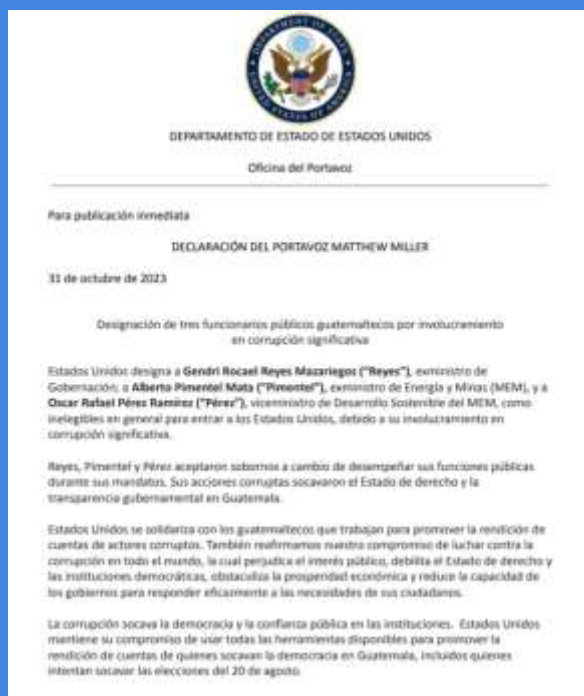 DEPARTMENT OF STATE
UNITED STATES OF AMERICA
DEPARTAMENTO DE ESTADO DE ESTADOS UNIDOS
Oficina del Portavoz
Para publicación inmediata
DECLARACIÓN DEL PORTAVOZ MATTHEW MILLER
31 de octubre de 2023
Designación de tres funcionarios públicos guatemaltecos por involucramiento
en corrupción significativa
Estados Unidos designa a Gendri Rocael Reyes Mazariegos ("Reyes"), exministro de
Gobernación; a Alberto Pimentel Mata ("Pimentel"), exministro de Energía y Minas (MEM), y a
Oscar Rafael Pérez Ramírez ("Pérez"), viceministro de Desarrollo Sostenible del MEM, como
inelegibles en general para entrar a los Estados Unidos, debido a su involucramiento en
corrupción significativa.
Reyes, Pimentel y Pérez aceptaron sobornos a cambio de desempeñar sus funciones públicas
durante sus mandatos. Sus acciones corruptas socavaron el Estado de derecho y la
transparencia gubernamental en Guatemala.
Estados Unidos se solidariza con los guatemaltecos que trabajan para promover la rendición de
cuentas de actores corruptos. También reafirmamos nuestro compromiso de luchar contra la
corrupción en todo el mundo, la cual perjudica el interés público, debilita el Estado de derecho y
las instituciones democráticas, obstaculiza la prosperidad económica y reduce la capacidad de
los gobiernos para responder eficazmente a las necesidades de sus ciudadanos.
La corrupción socava la democracia y la confianza pública en las instituciones. Estados Unidos
mantiene su compromiso de usar todas las herramientas disponibles para promover la
rendición de cuentas de quienes socavan la democracia en Guatemala, incluidos quienes
intentan socavar las elecciones del 20 de agosto.